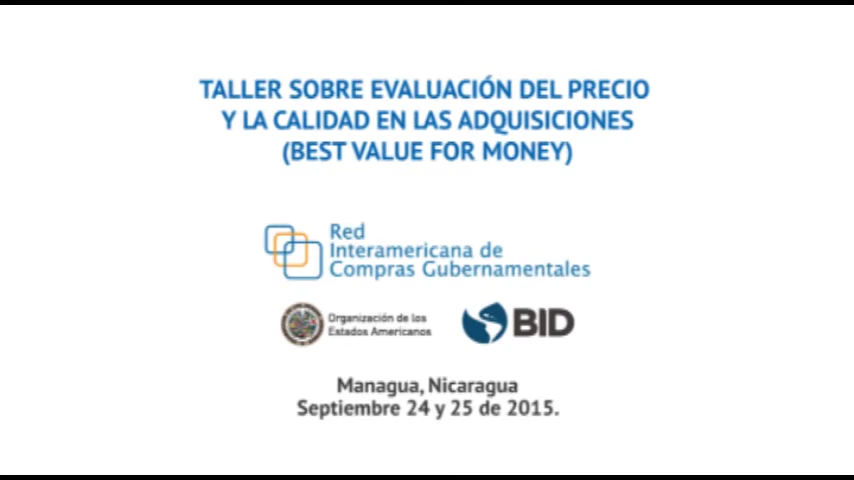 TALLER SOBRE EVALUACIÓN DEL PRECIO
Y LA CALIDAD EN LAS ADQUISICIONES
(BEST VALUE FOR MONEY)
Red
Interamericana de
Compras Gubernamentales
Organización de los
Estados Americanos
BID
Managua, Nicaragua
Septiembre 24 y 25 de 2015.